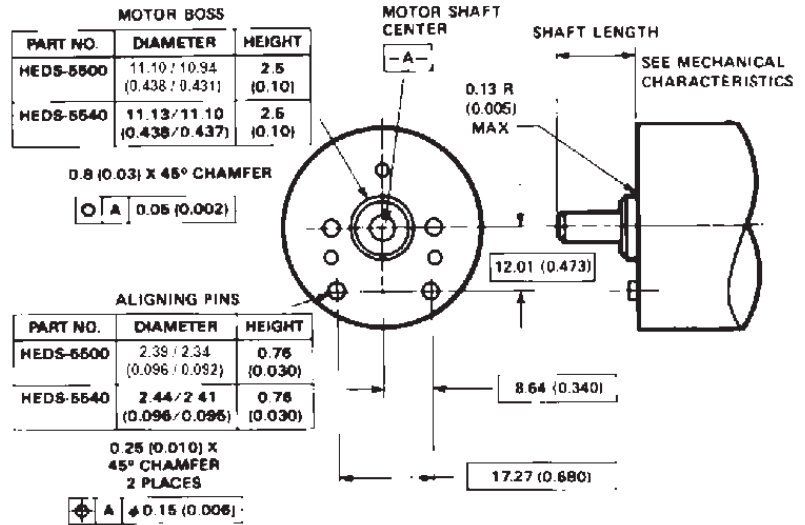 MOTOR BOSS
PART NO. DIAMETER HEIGHT
HEDS-5500 11.10 / 10.94 2.5
(0.438 / 0.431) (0.10)
HEDS-5540 11.13/11.10 2.5
(0.438/0.437) (0.10)
0.8 (0.03) X 45° CHAMFER
A 0.05 (0.002)
MOTOR SHAFT
CENTER
-A-
SHAFT LENGTH
SEE MECHANICAL
CHARACTERISTICS
0.13 R
(0.005)
MAX
12.01 (0.473)
ALIGNING PINS
PART NO. DIAMETER HEIGHT
HEDS-5500 2.39 / 2.34 0.76
(0.096 / 0.092) (0.030)
HEDS-5540 2.44/2.41 0.76
(0.096/0.095) (0.030)
0.25 (0.010) X
45° CHAMFER
2 PLACES
A ⌀ 0.15 (0.006)
8.64 (0.340)
17.27 (0.680)